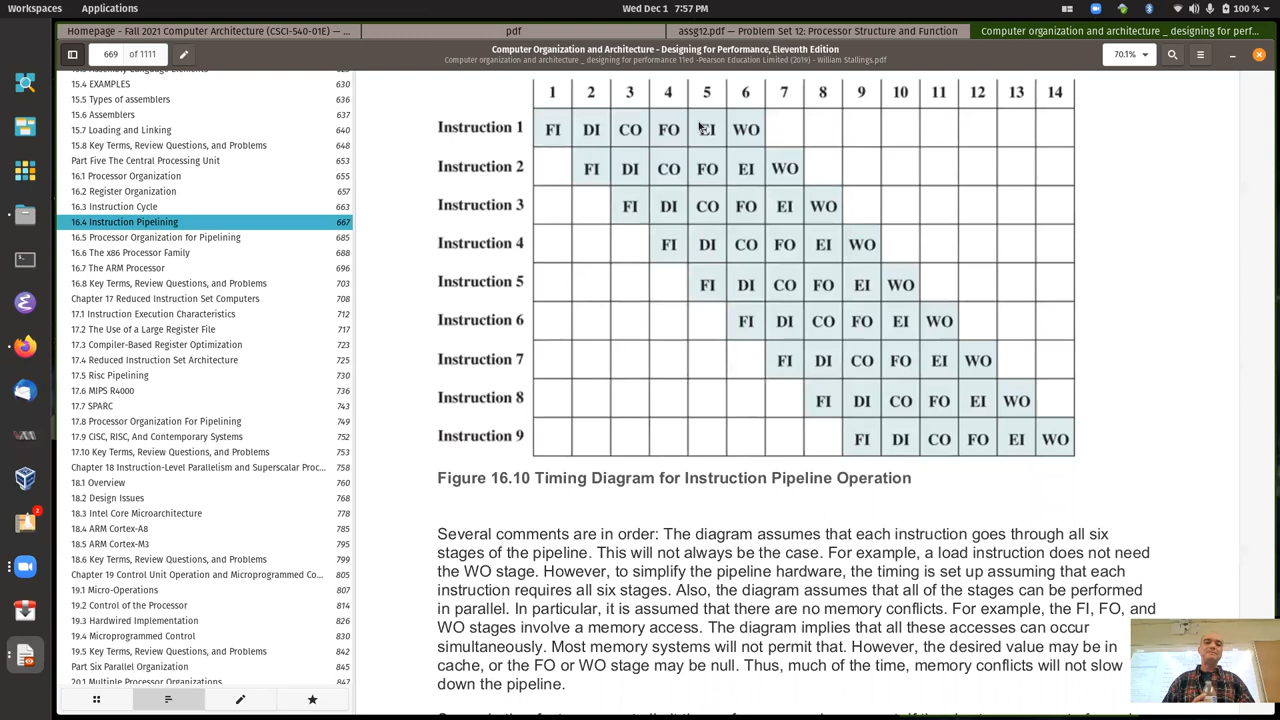 Workspaces Applications Wed Dec 1 7:57 PM 100 %
Homepage - Fall 2021 Computer Architecture (CSCI-540-01E) — ... pdf assg12.pdf — Problem Set 12: Processor Structure and Function Computer organization and architecture _ designing for perf...
669 of 1111 Computer Organization and Architecture - Designing for Performance, Eleventh Edition 70.1%
Computer organization and architecture _ designing for performance 11ed -Pearson Education Limited (2019) - William Stallings.pdf
15.4 EXAMPLES 630
15.5 Types of assemblers 636
15.6 Assemblers 637
15.7 Loading and Linking 640
15.8 Key Terms, Review Questions, and Problems 648
Part Five The Central Processing Unit 653
16.1 Processor Organization 655
16.2 Register Organization 657
16.3 Instruction Cycle 663
16.4 Instruction Pipelining 667
16.5 Processor Organization for Pipelining 685
16.6 The x86 Processor Family 688
16.7 The ARM Processor 696
16.8 Key Terms, Review Questions, and Problems 703
Chapter 17 Reduced Instruction Set Computers 708
17.1 Instruction Execution Characteristics 712
17.2 The Use of a Large Register File 717
17.3 Compiler-Based Register Optimization 723
17.4 Reduced Instruction Set Architecture 725
17.5 Risc Pipelining 730
17.6 MIPS R4000 736
17.7 SPARC 743
17.8 Processor Organization For Pipelining 749
17.9 CISC, RISC, And Contemporary Systems 752
17.10 Key Terms, Review Questions, and Problems 753
Chapter 18 Instruction-Level Parallelism and Superscalar Proc... 758
18.1 Overview 760
18.2 Design Issues 768
18.3 Intel Core Microarchitecture 778
18.4 ARM Cortex-A8 785
18.5 ARM Cortex-M3 795
18.6 Key Terms, Review Questions, and Problems 799
Chapter 19 Control Unit Operation and Microprogrammed Co... 805
19.1 Micro-Operations 807
19.2 Control of the Processor 814
19.3 Hardwired Implementation 826
19.4 Microprogrammed Control 830
19.5 Key Terms, Review Questions, and Problems 842
Part Six Parallel Organization 845
20.1 Multiple Processor Organizations 847
1 2 3 4 5 6 7 8 9 10 11 12 13 14
Instruction 1 FI DI CO FO EI WO
Instruction 2 FI DI CO FO EI WO
Instruction 3 FI DI CO FO EI WO
Instruction 4 FI DI CO FO EI WO
Instruction 5 FI DI CO FO EI WO
Instruction 6 FI DI CO FO EI WO
Instruction 7 FI DI CO FO EI WO
Instruction 8 FI DI CO FO EI WO
Instruction 9 FI DI CO FO EI WO
Figure 16.10 Timing Diagram for Instruction Pipeline Operation
Several comments are in order: The diagram assumes that each instruction goes through all six
stages of the pipeline. This will not always be the case. For example, a load instruction does not need
the WO stage. However, to simplify the pipeline hardware, the timing is set up assuming that each
instruction requires all six stages. Also, the diagram assumes that all of the stages can be performed
in parallel. In particular, it is assumed that there are no memory conflicts. For example, the FI, FO, and
WO stages involve a memory access. The diagram implies that all these accesses can occur
simultaneously. Most memory systems will not permit that. However, the desired value may be in
cache, or the FO or WO stage may be null. Thus, much of the time, memory conflicts will not slow
down the pipeline.
2